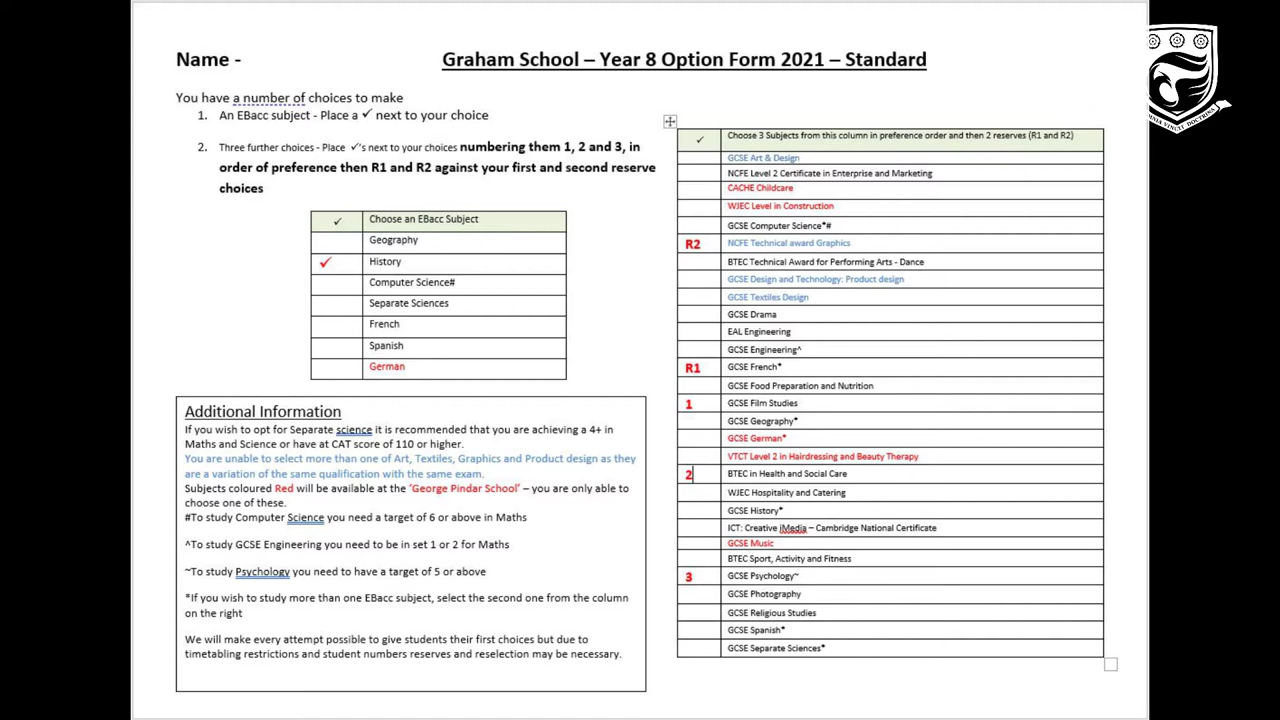 Name -
Graham School – Year 8 Option Form 2021 – Standard
You have a number of choices to make
1. An EBacc subject - Place a ✓ next to your choice
2. Three further choices - Place ✓'s next to your choices numbering them 1, 2 and 3, in
order of preference then R1 and R2 against your first and second reserve
choices
✓ Choose an EBacc Subject
Geography
✓ History
Computer Science#
Separate Sciences
French
Spanish
German
Additional Information
If you wish to opt for Separate science it is recommended that you are achieving a 4+ in
Maths and Science or have at CAT score of 110 or higher.
You are unable to select more than one of Art, Textiles, Graphics and Product design as they
are a variation of the same qualification with the same exam.
Subjects coloured Red will be available at the ‘George Pindar School’ – you are only able to
choose one of these.
#To study Computer Science you need a target of 6 or above in Maths
^To study GCSE Engineering you need to be in set 1 or 2 for Maths
~To study Psychology you need to have a target of 5 or above
*If you wish to study more than one EBacc subject, select the second one from the column
on the right
We will make every attempt possible to give students their first choices but due to
timetabling restrictions and student numbers reserves and reselection may be necessary.
✓ Choose 3 Subjects from this column in preference order and then 2 reserves (R1 and R2)
GCSE Art & Design
NCFE Level 2 Certificate in Enterprise and Marketing
CACHE Childcare
WJEC Level in Construction
GCSE Computer Science*#
R2 NCFE Technical award Graphics
BTEC Technical Award for Performing Arts - Dance
GCSE Design and Technology: Product design
GCSE Textiles Design
GCSE Drama
EAL Engineering
GCSE Engineering^
R1 GCSE French*
GCSE Food Preparation and Nutrition
1 GCSE Film Studies
GCSE Geography*
GCSE German*
VTCT Level 2 in Hairdressing and Beauty Therapy
2 BTEC in Health and Social Care
WJEC Hospitality and Catering
GCSE History*
ICT: Creative iMedia – Cambridge National Certificate
GCSE Music
BTEC Sport, Activity and Fitness
3 GCSE Psychology~
GCSE Photography
GCSE Religious Studies
GCSE Spanish*
GCSE Separate Sciences*